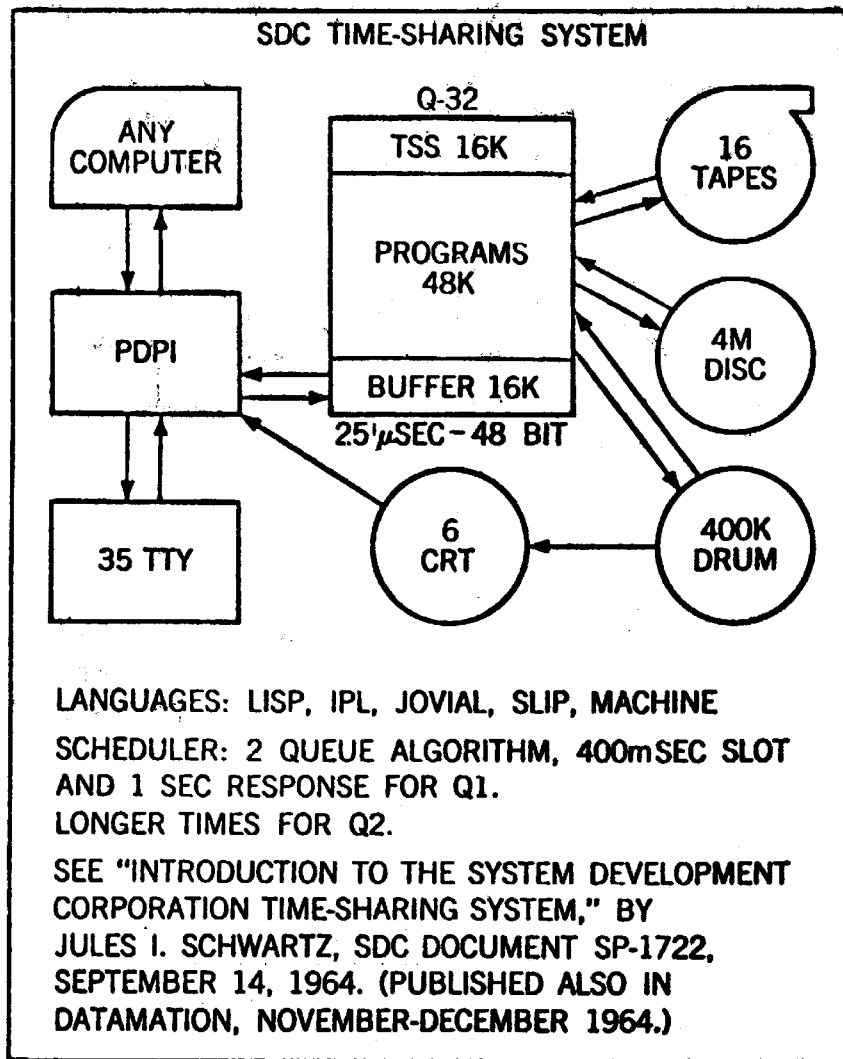 SDC TIME-SHARING SYSTEM
ANY
COMPUTER
Q-32
TSS 16K
PROGRAMS
48K
BUFFER 16K
25 μSEC-48 BIT
16
TAPES
PDPI
4M
DISC
35 TTY
6
CRT
400K
DRUM
LANGUAGES: LISP, IPL, JOVIAL, SLIP, MACHINE
SCHEDULER: 2 QUEUE ALGORITHM, 400mSEC SLOT
AND 1 SEC RESPONSE FOR Q1.
LONGER TIMES FOR Q2.
SEE "INTRODUCTION TO THE SYSTEM DEVELOPMENT
CORPORATION TIME-SHARING SYSTEM," BY
JULES I. SCHWARTZ, SDC DOCUMENT SP-1722,
SEPTEMBER 14, 1964. (PUBLISHED ALSO IN
DATAMATION, NOVEMBER-DECEMBER 1964.)